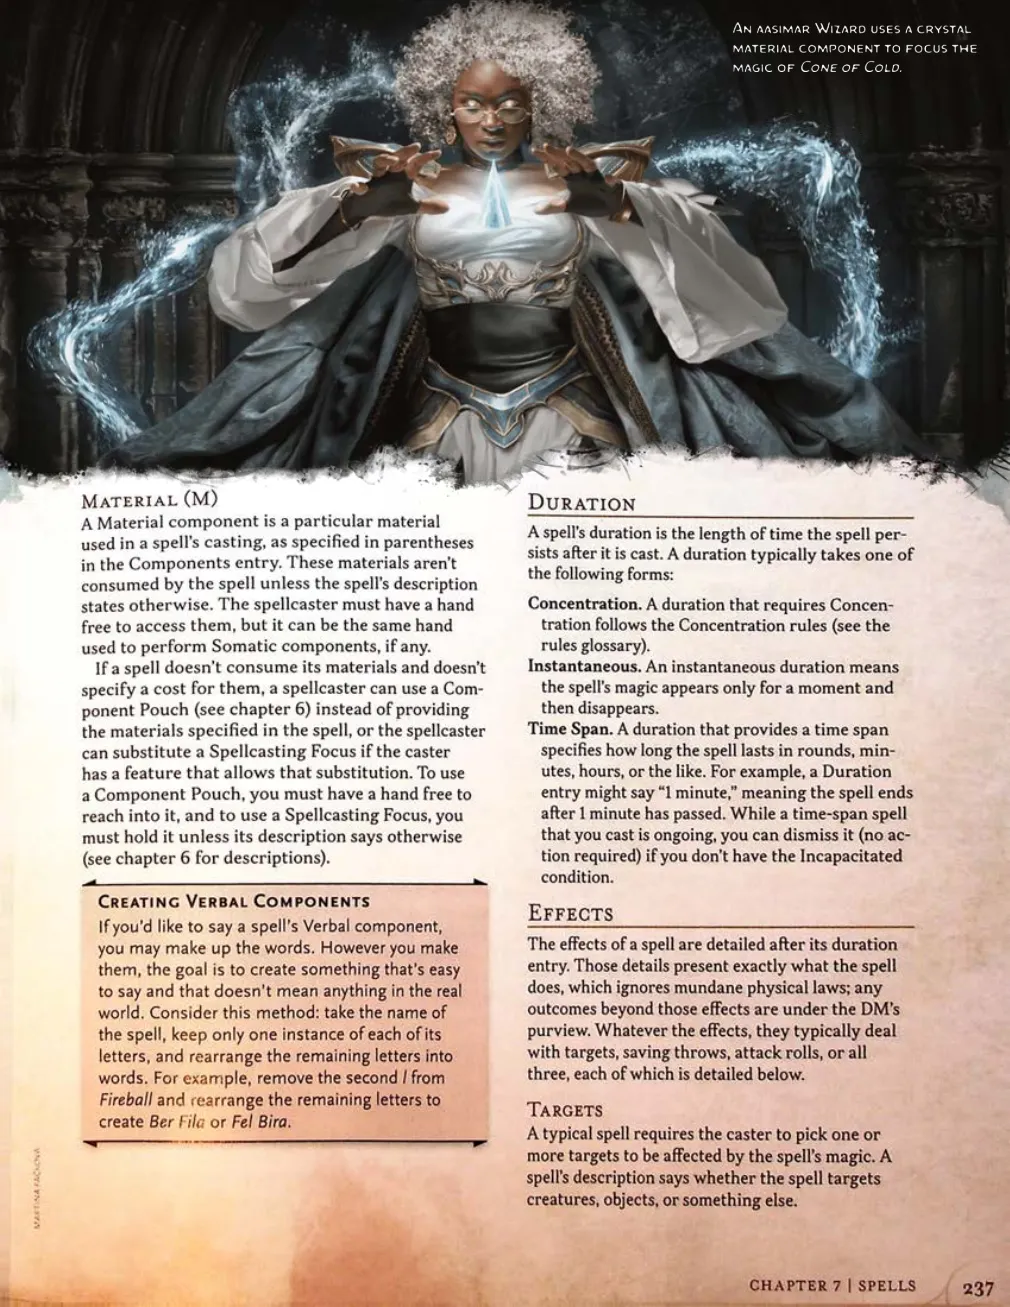 AN AASIMAR WIZARD USES A CRYSTAL
MATERIAL COMPONENT TO FOCUS THE
MAGIC OF CONE OF COLD.
MATERIAL (M)
A Material component is a particular material
used in a spell's casting, as specified in parentheses
in the Components entry. These materials aren't
consumed by the spell unless the spell's description
states otherwise. The spellcaster must have a hand
free to access them, but it can be the same hand
used to perform Somatic components, if any.
If a spell doesn't consume its materials and doesn't
specify a cost for them, a spellcaster can use a Com-
ponent Pouch (see chapter 6) instead of providing
the materials specified in the spell, or the spellcaster
can substitute a Spellcasting Focus if the caster
has a feature that allows that substitution. To use
a Component Pouch, you must have a hand free to
reach into it, and to use a Spellcasting Focus, you
must hold it unless its description says otherwise
(see chapter 6 for descriptions).
CREATING VERBAL COMPONENTS
If you'd like to say a spell's Verbal component,
you may make up the words. However you make
them, the goal is to create something that's easy
to say and that doesn't mean anything in the real
world. Consider this method: take the name of
the spell, keep only one instance of each of its
letters, and rearrange the remaining letters into
words. For example, remove the second l from
Fireball and rearrange the remaining letters to
create Ber Fila or Fel Bira.
MARTINA FAČKOVÁ
DURATION
A spell's duration is the length of time the spell per-
sists after it is cast. A duration typically takes one of
the following forms:
Concentration. A duration that requires Concen-
tration follows the Concentration rules (see the
rules glossary).
Instantaneous. An instantaneous duration means
the spell's magic appears only for a moment and
then disappears.
Time Span. A duration that provides a time span
specifies how long the spell lasts in rounds, min-
utes, hours, or the like. For example, a Duration
entry might say "1 minute," meaning the spell ends
after 1 minute has passed. While a time-span spell
that you cast is ongoing, you can dismiss it (no ac-
tion required) if you don't have the Incapacitated
condition.
EFFECTS
The effects of a spell are detailed after its duration
entry. Those details present exactly what the spell
does, which ignores mundane physical laws; any
outcomes beyond those effects are under the DM's
purview. Whatever the effects, they typically deal
with targets, saving throws, attack rolls, or all
three, each of which is detailed below.
TARGETS
A typical spell requires the caster to pick one or
more targets to be affected by the spell's magic. A
spell's description says whether the spell targets
creatures, objects, or something else.
CHAPTER 7 | SPELLS 237